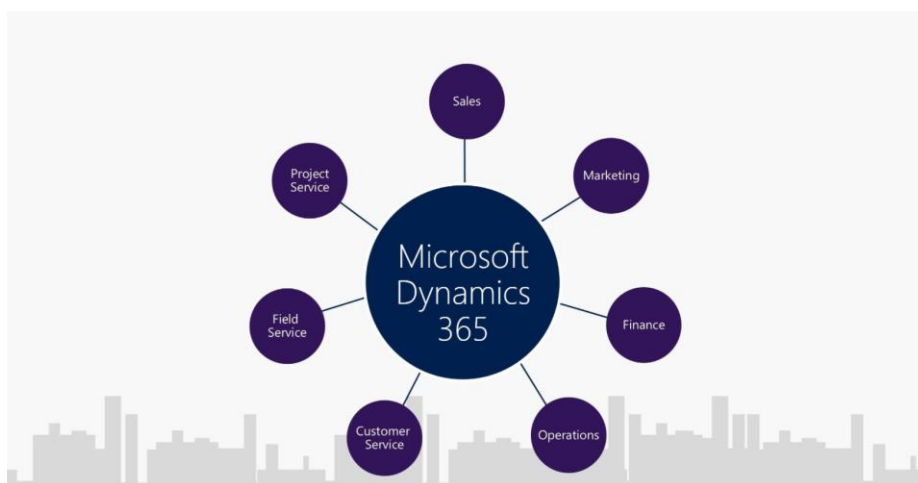 Sales
Marketing
Finance
Operations
Customer
Service
Field
Service
Project
Service
Microsoft
Dynamics
365